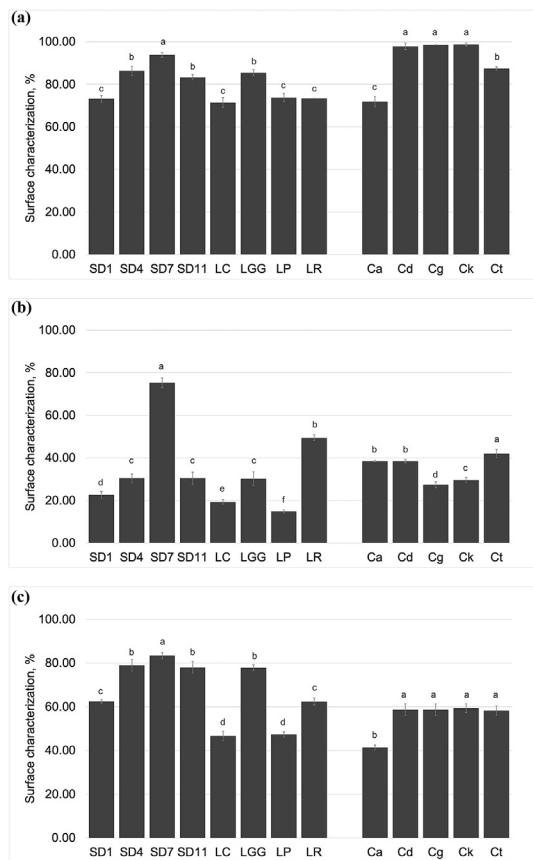 (a)
Surface characterization, %
100.00
80.00
60.00
40.00
20.00
0.00
c b a b c b c c c a a a b
SD1 SD4 SD7 SD11 LC LGG LP LR Ca Cd Cg Ck Ct
(b)
Surface characterization, %
100.00
80.00
60.00
40.00
20.00
0.00
d c a c e c f b b b d c a
SD1 SD4 SD7 SD11 LC LGG LP LR Ca Cd Cg Ck Ct
(c)
Surface characterization, %
100.00
80.00
60.00
40.00
20.00
0.00
c b a b d b d c b a a a a
SD1 SD4 SD7 SD11 LC LGG LP LR Ca Cd Cg Ck Ct